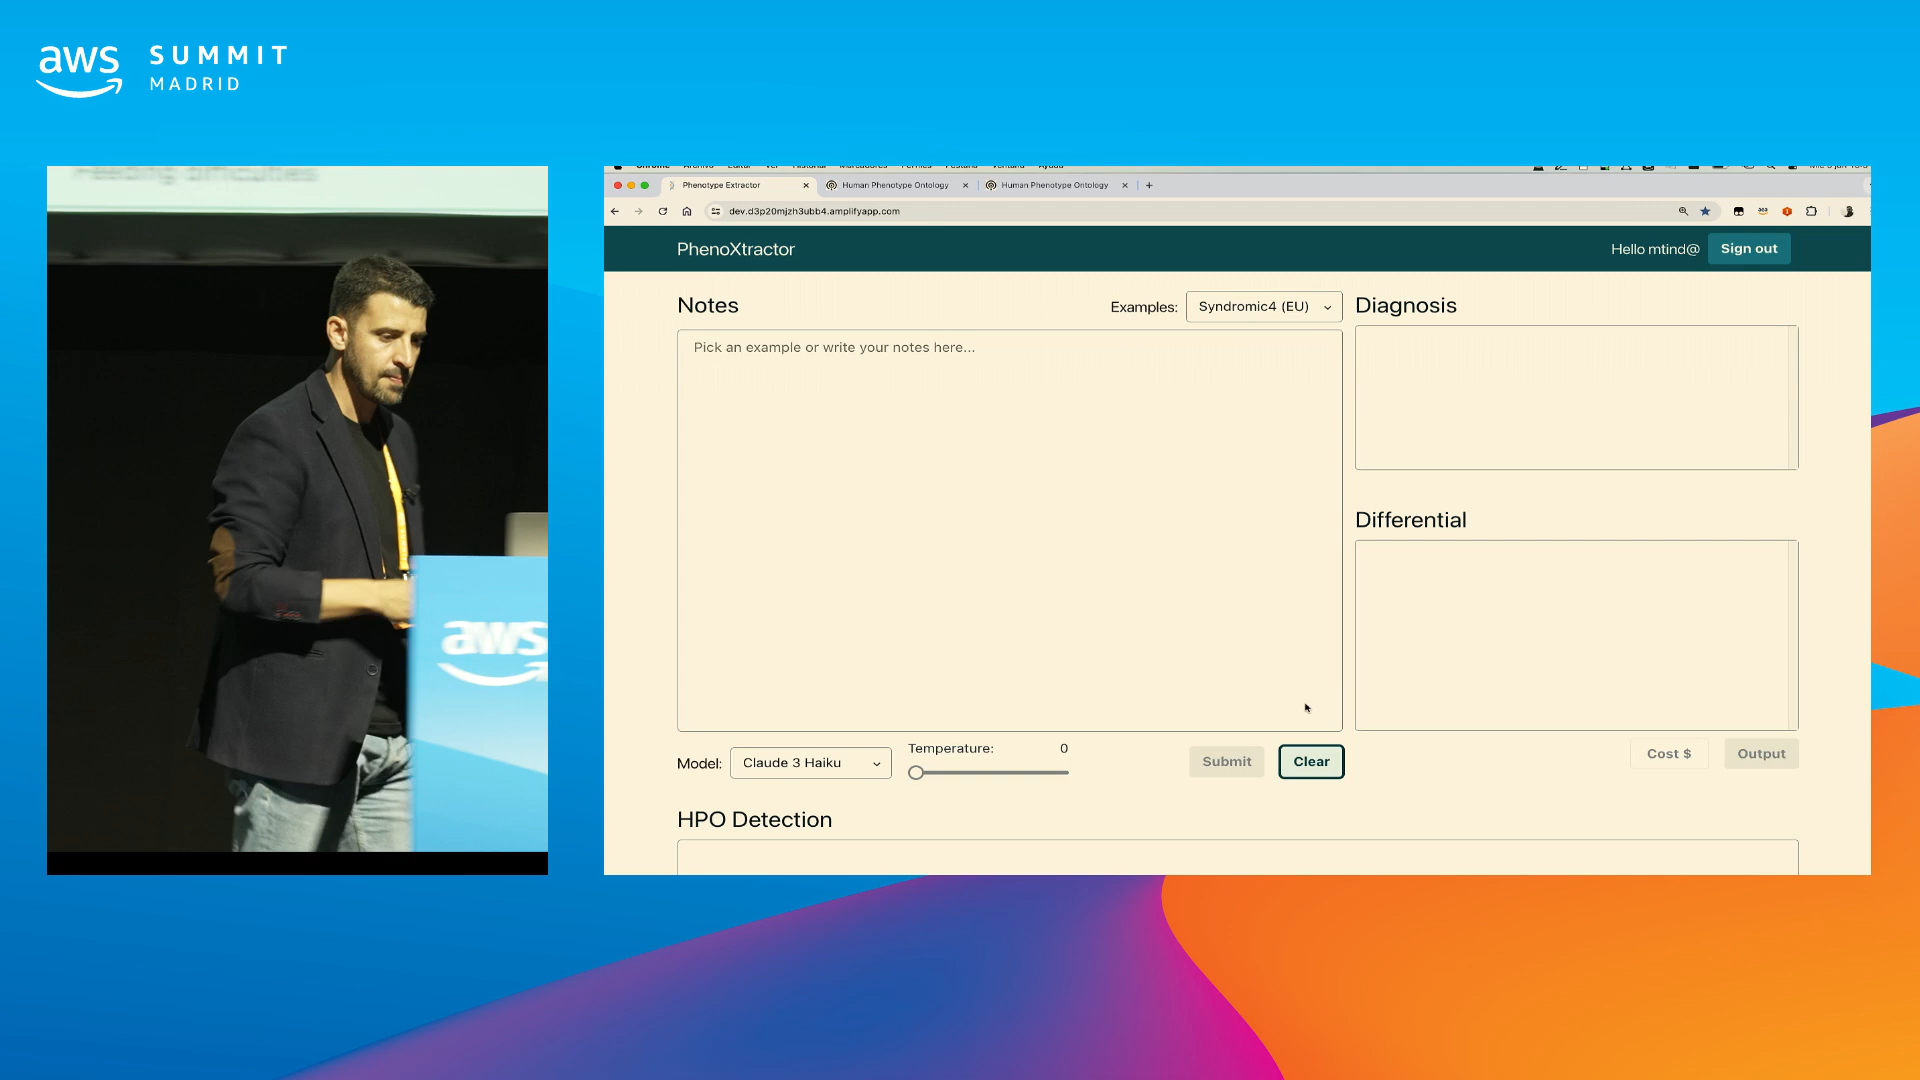 aws SUMMIT
MADRID
Feeding difficulties
aws
Phenotype Extractor
Human Phenotype Ontology
Human Phenotype Ontology
dev.d3p20mjzh3ubb4.amplifyapp.com
PhenoXtractor
Hello mtind@ Sign out
Notes
Examples: Syndromic4 (EU)
Pick an example or write your notes here...
Diagnosis
Differential
Model: Claude 3 Haiku
Temperature: 0
Submit
Clear
Cost $
Output
HPO Detection